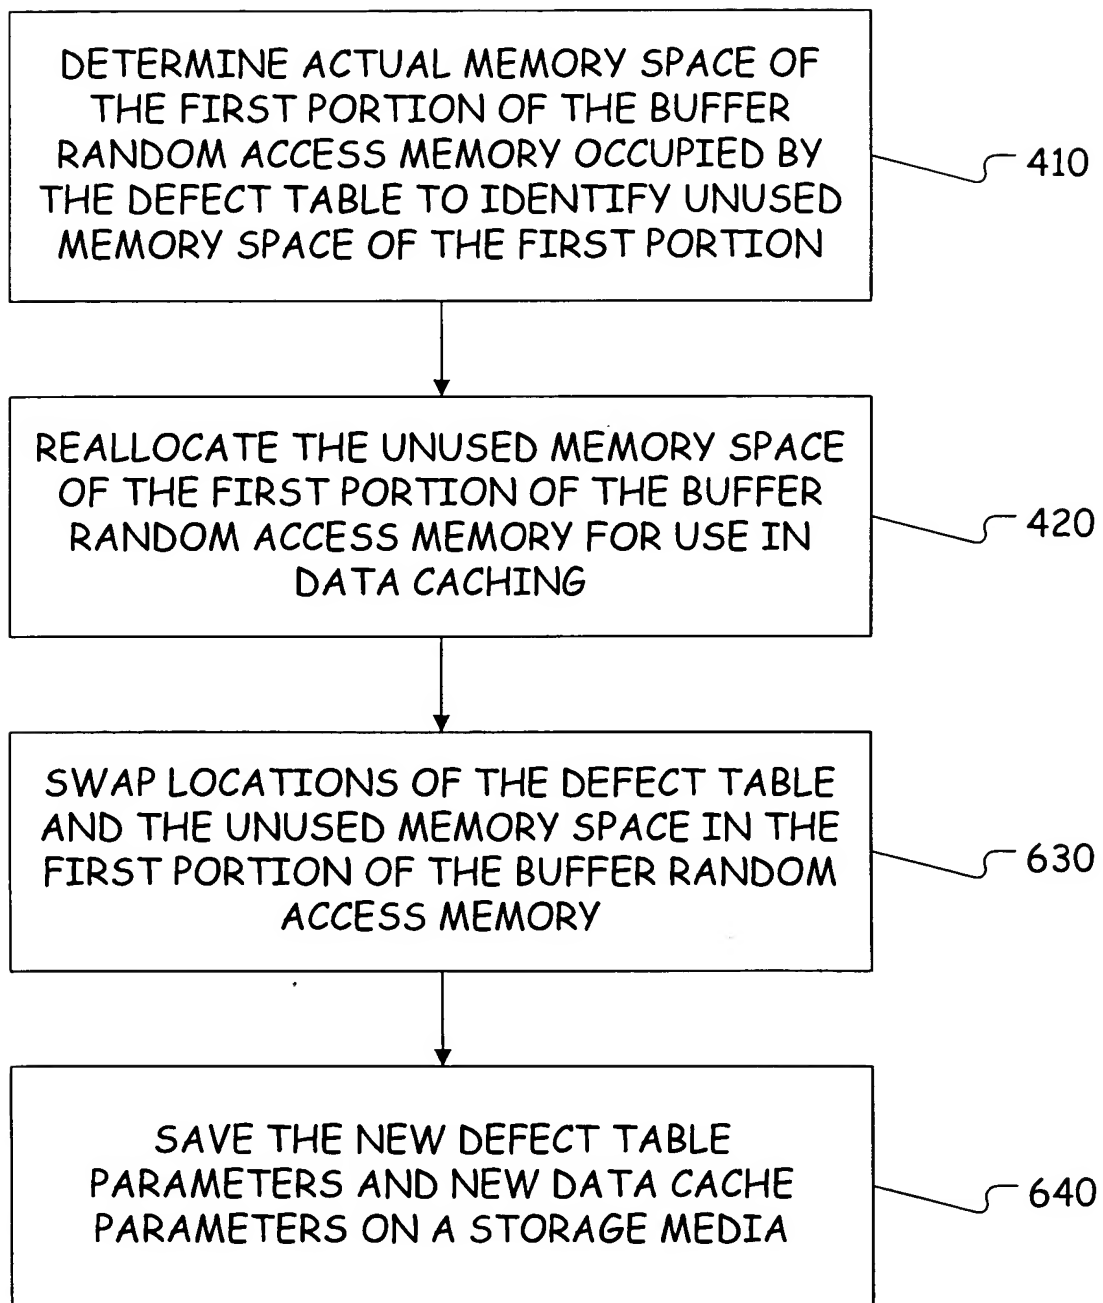 DETERMINE ACTUAL MEMORY SPACE OF
THE FIRST PORTION OF THE BUFFER
RANDOM ACCESS MEMORY OCCUPIED BY
THE DEFECT TABLE TO IDENTIFY UNUSED
MEMORY SPACE OF THE FIRST PORTION
410
REALLOCATE THE UNUSED MEMORY SPACE
OF THE FIRST PORTION OF THE BUFFER
RANDOM ACCESS MEMORY FOR USE IN
DATA CACHING
420
SWAP LOCATIONS OF THE DEFECT TABLE
AND THE UNUSED MEMORY SPACE IN THE
FIRST PORTION OF THE BUFFER RANDOM
ACCESS MEMORY
630
SAVE THE NEW DEFECT TABLE
PARAMETERS AND NEW DATA CACHE
PARAMETERS ON A STORAGE MEDIA
640